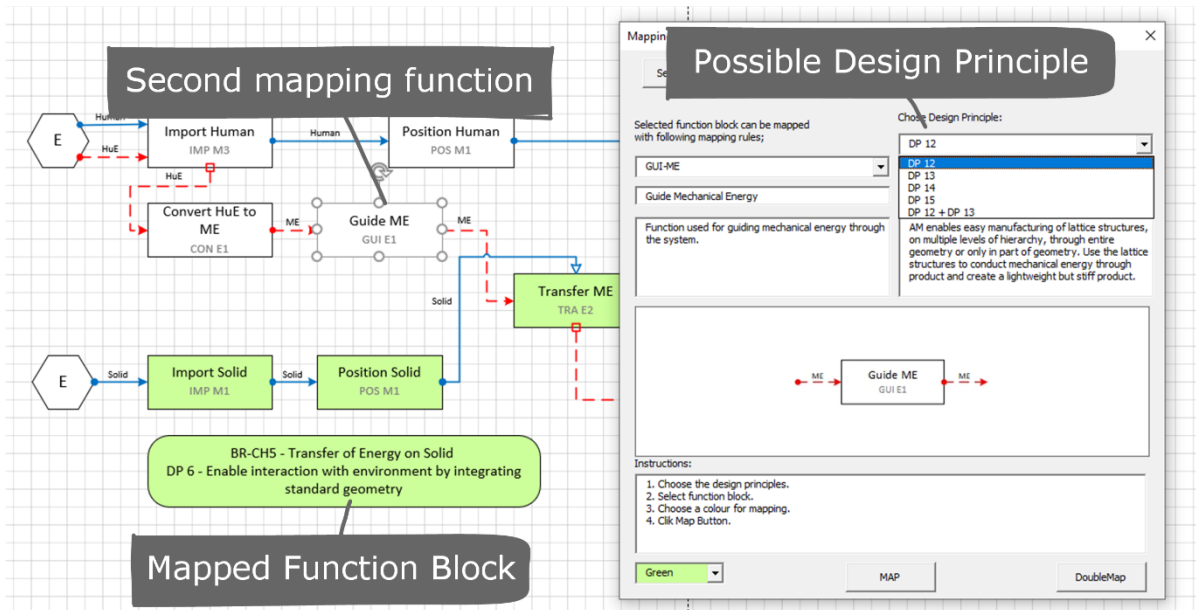 Second mapping function
E
Human
HuE
Import Human
IMP M3
Human
Position Human
POS M1
HuE
Convert HuE to
ME
CON E1
ME
Guide ME
GUI E1
ME
Solid
Transfer ME
TRA E2
E
Solid
Import Solid
IMP M1
Solid
Position Solid
POS M1
BR-CH5 - Transfer of Energy on Solid
DP 6 - Enable interaction with environment by integrating
standard geometry
Mapped Function Block
Possible Design Principle
Selected function block can be mapped
with following mapping rules;
GUI-ME
Guide Mechanical Energy
Function used for guiding mechanical energy through
the system.
Chose Design Principle:
DP 12
DP 12
DP 13
DP 14
DP 15
DP 12 + DP 13
AM enables easy manufacturing of lattice structures,
on multiple levels of hierarchy, through entire
geometry or only in part of geometry. Use the lattice
structures to conduct mechanical energy through
product and create a lightweight but stiff product.
ME
Guide ME
GUI E1
ME
Instructions:
1. Choose the design principles.
2. Select function block.
3. Choose a colour for mapping.
4. Clik Map Button.
Green
MAP
DoubleMap